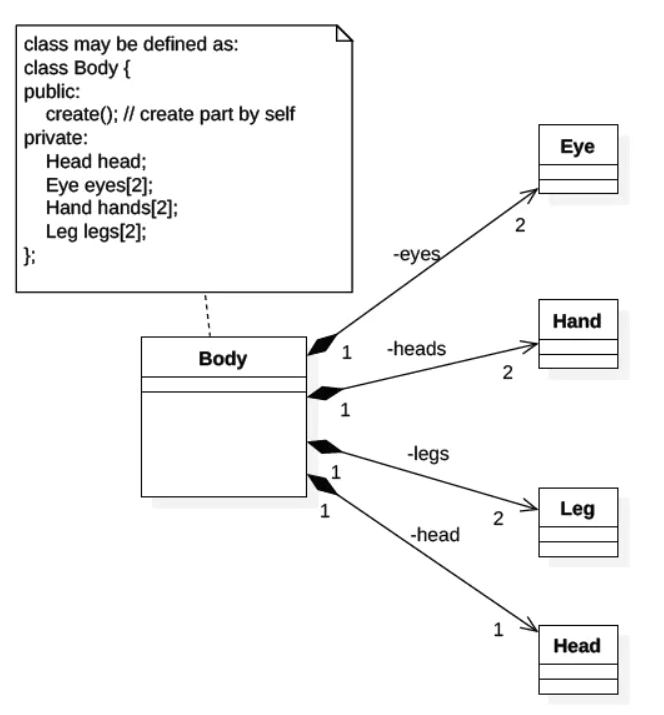 class may be defined as:
class Body {
public:
create(); // create part by self
private:
Head head;
Eye eyes[2];
Hand hands[2];
Leg legs[2];
};
Eye
2
-eyes
1
Body
Hand
-heads
2
1
-legs
1
Leg
2
1
-head
1
Head